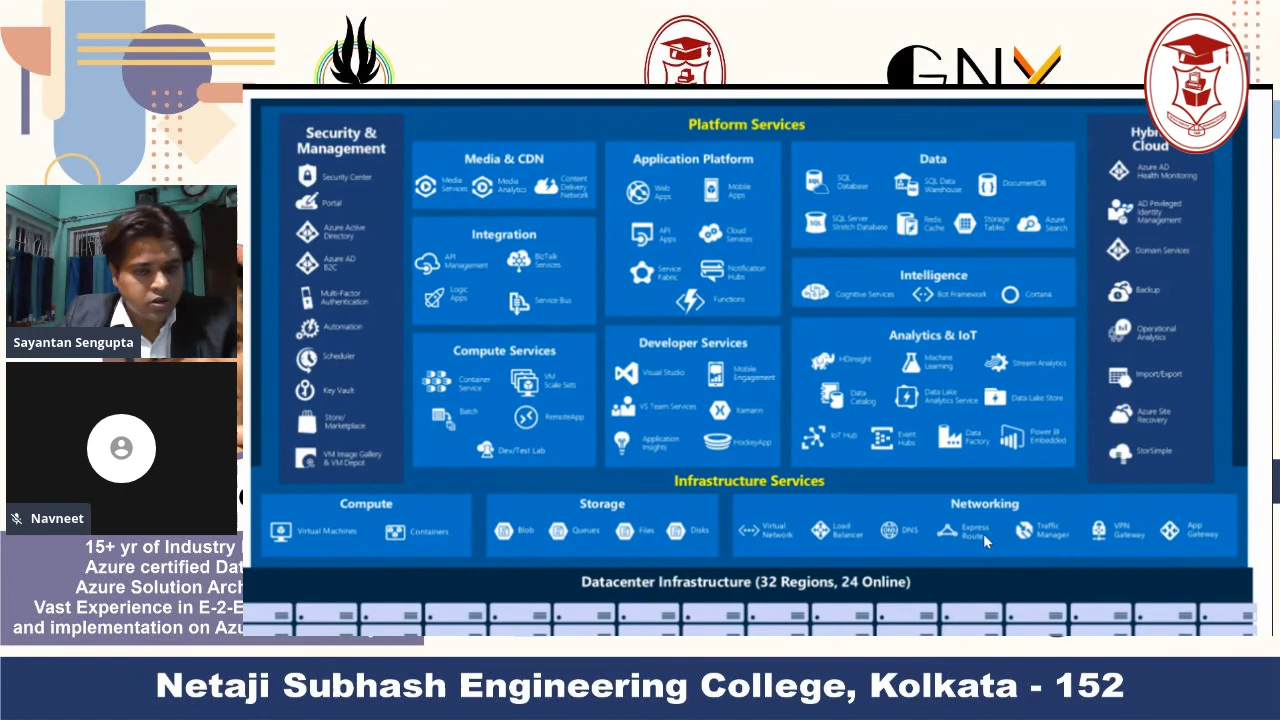 GNY
Platform Services
Security &
Management
Security Center
Portal
Azure Active
Directory
Azure AD
B2C
Multi-Factor
Authentication
Automation
Scheduler
Key Vault
Store/
Marketplace
VM Image Gallery
& VM Depot
Media & CDN
Media
Services
Media
Analytics
Content
Delivery
Network
Integration
API
Management
BizTalk
Services
Logic
Apps
Service Bus
Compute Services
Container
Service
VM
Scale Sets
Batch
RemoteApp
Dev/Test Lab
Application Platform
Web
Apps
Mobile
Apps
API
Apps
Cloud
Services
Service
Fabric
Notification
Hubs
Functions
Developer Services
Visual Studio
Mobile
Engagement
VS Team Services
Xamarin
Application
Insights
HockeyApp
Data
SQL
Database
SQL Data
Warehouse
DocumentDB
SQL Server
Stretch Database
Redis
Cache
Storage
Tables
Azure
Search
Intelligence
Cognitive Services
Bot Framework
Cortana
Analytics & IoT
HDInsight
Machine
Learning
Stream Analytics
Data
Catalog
Data Lake
Analytics Service
Data Lake Store
IoT Hub
Event
Hubs
Data
Factory
Power BI
Embedded
Hyb
Cloud
Azure AD
Health Monitoring
AD Privileged
Identity
Management
Domain Services
Backup
Operational
Analytics
Import/Export
Azure Site
Recovery
StorSimple
Infrastructure Services
Compute
Virtual Machines
Containers
Storage
Blob
Queues
Files
Disks
Networking
Virtual
Network
Load
Balancer
DNS
Express
Route
Traffic
Manager
VPN
Gateway
App
Gateway
Datacenter Infrastructure (32 Regions, 24 Online)
Sayantan Sengupta
Navneet
15+ yr of Industry
Azure certified Dat
Azure Solution Arch
Vast Experience in E-2-E
and implementation on Azu
Netaji Subhash Engineering College, Kolkata - 152